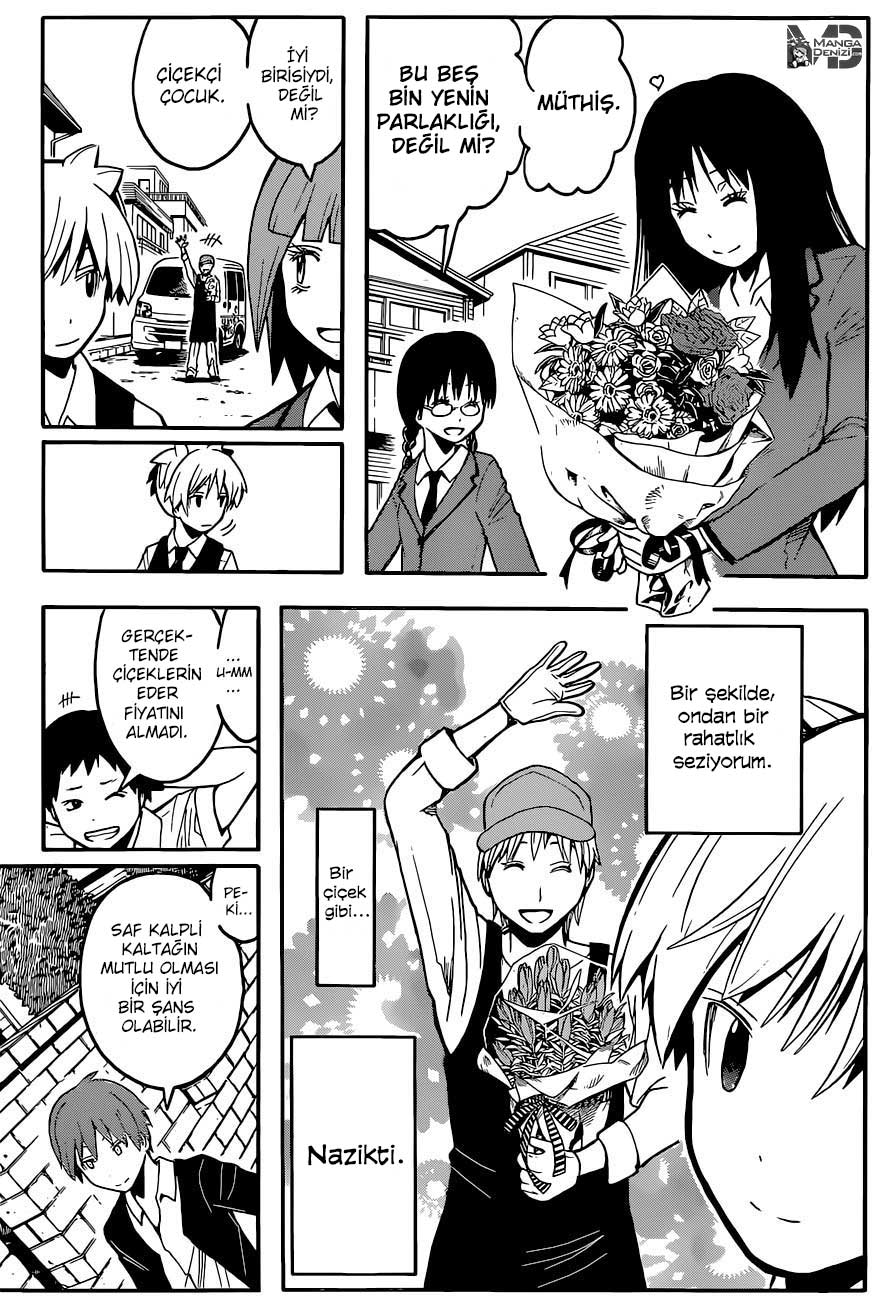 MANGA
DENİZİ.COM
MÜTHİŞ.
BU BEŞ
BİN YENİN
PARLAKLIĞI,
DEĞİL Mİ?
İYİ
BİRİSİYDİ,
DEĞİL
Mİ?
ÇİÇEKÇİ
ÇOCUK.
Bir şekilde,
ondan bir
rahatlık
seziyorum.
Bir
çiçek
gibi...
Nazikti.
...
U-MM
...
GERÇEK-
TENDE
ÇİÇEKLERİN
EDER
FİYATINI
ALMADI.
PE-
Kİ...
SAF KALPLİ
KALTAĞIN
MUTLU OLMASI
İÇİN İYİ
BİR ŞANS
OLABİLİR.